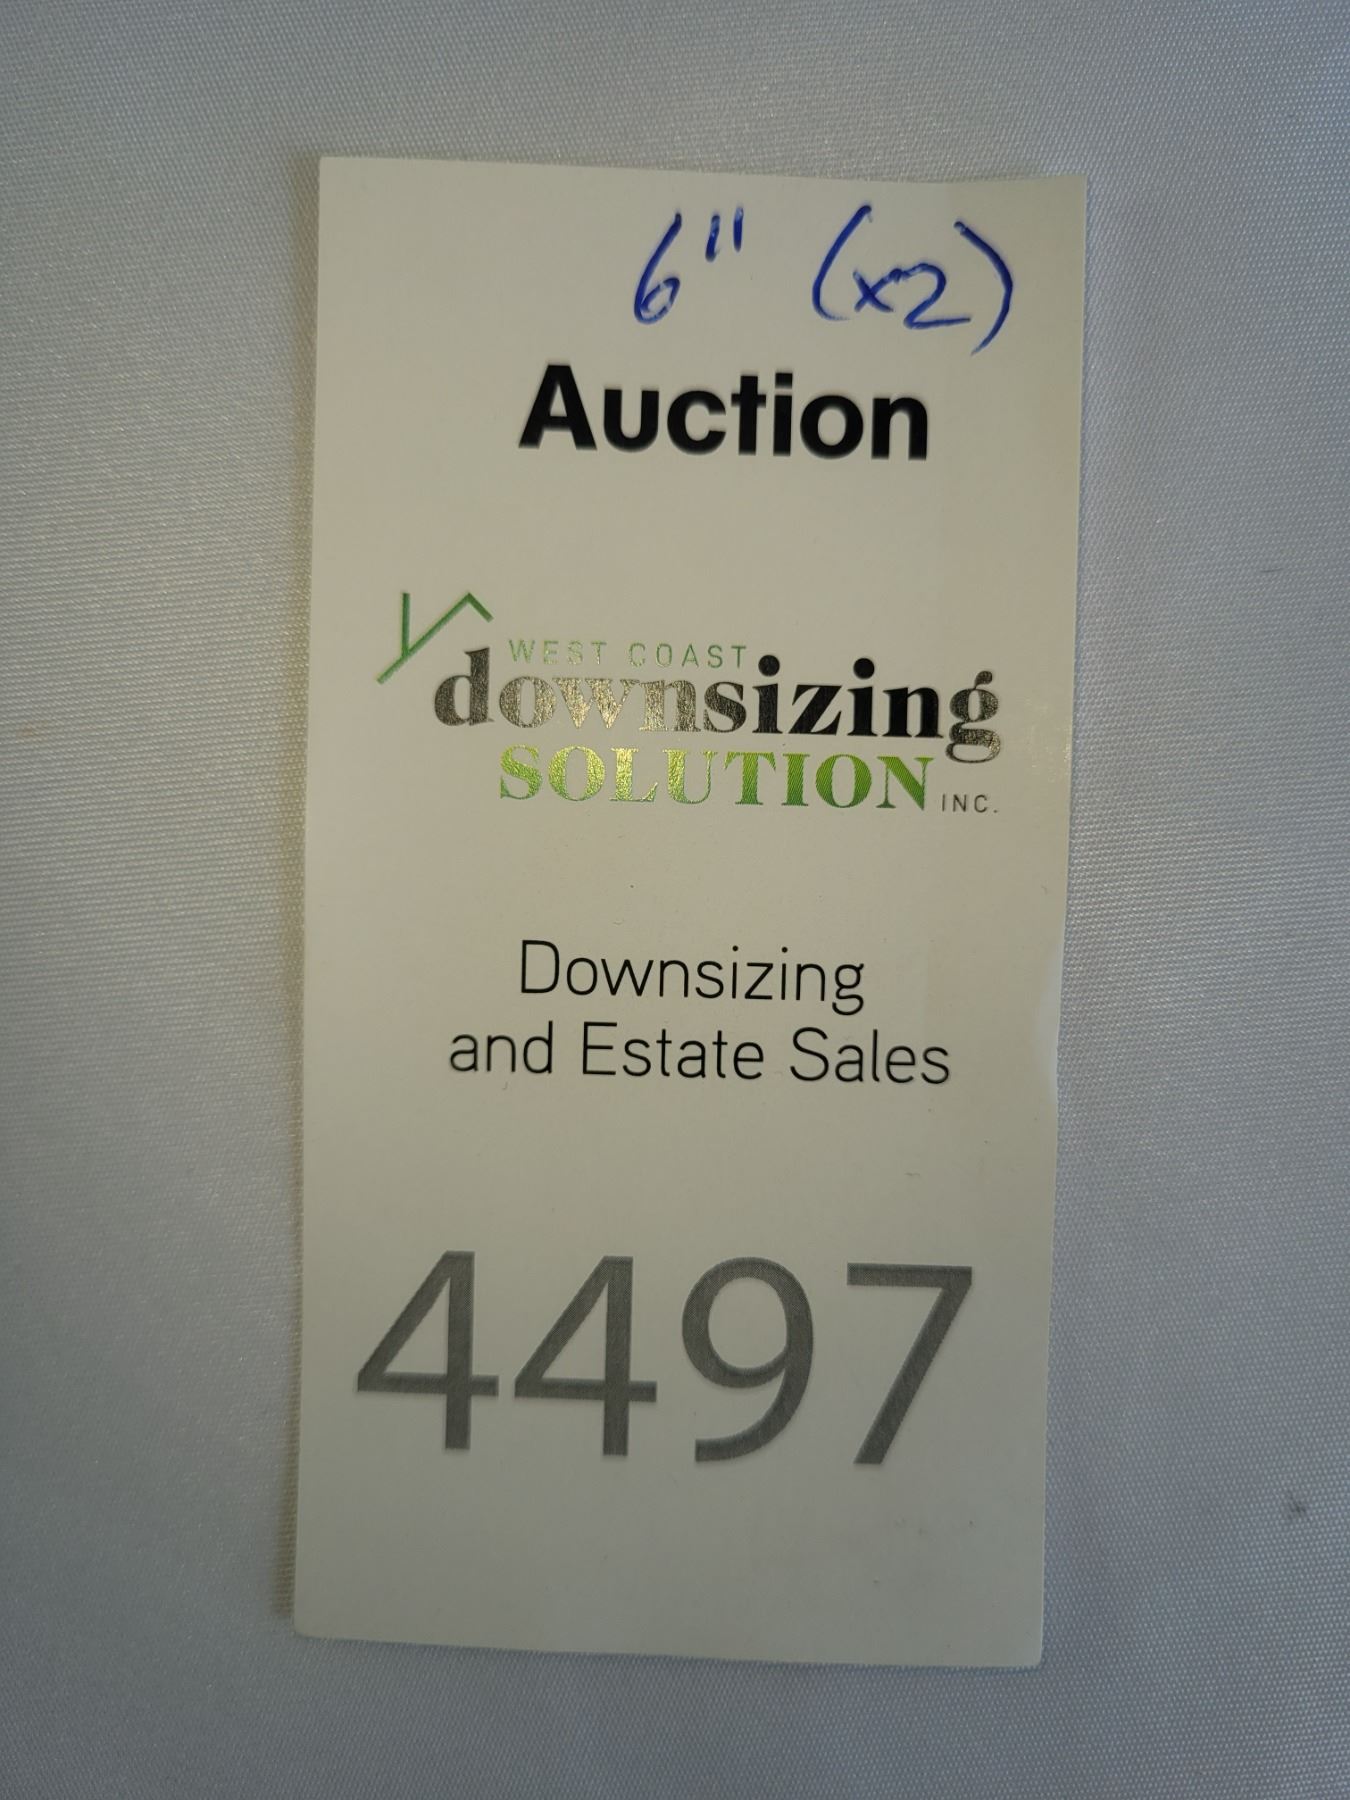 6" (x2)
Auction
WEST COAST
downsizing
SOLUTION INC.
Downsizing
and Estate Sales
4497